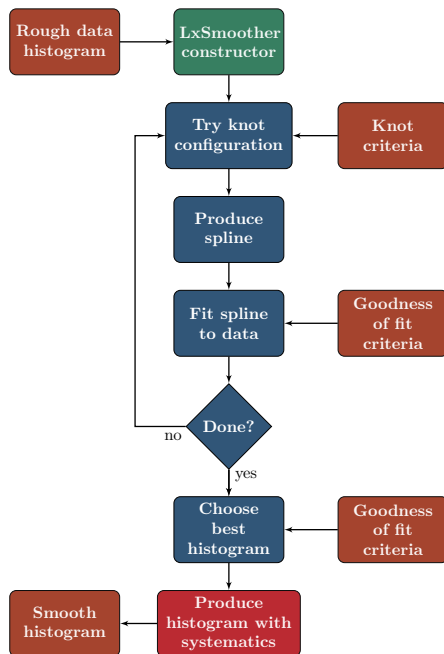 Rough data
histogram
LxSmoother
constructor
Try knot
configuration
Knot
criteria
Produce
spline
Fit spline
to data
Goodness
of fit
criteria
Done?
no
yes
Choose
best
histogram
Goodness
of fit
criteria
Smooth
histogram
Produce
histogram with
systematics